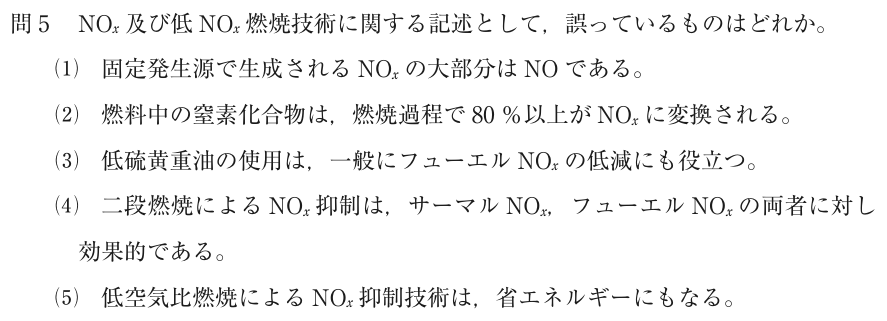 問5 NOx 及び低 NOx 燃焼技術に関する記述として，誤っているものはどれか。
⑴ 固定発生源で生成される NOx の大部分は NO である。
⑵ 燃料中の窒素化合物は，燃焼過程で 80 %以上が NOx に変換される。
⑶ 低硫黄重油の使用は，一般にフューエル NOx の低減にも役立つ。
⑷ 二段燃焼による NOx 抑制は，サーマル NOx，フューエル NOx の両者に対し
効果的である。
⑸ 低空気比燃焼による NOx 抑制技術は，省エネルギーにもなる。